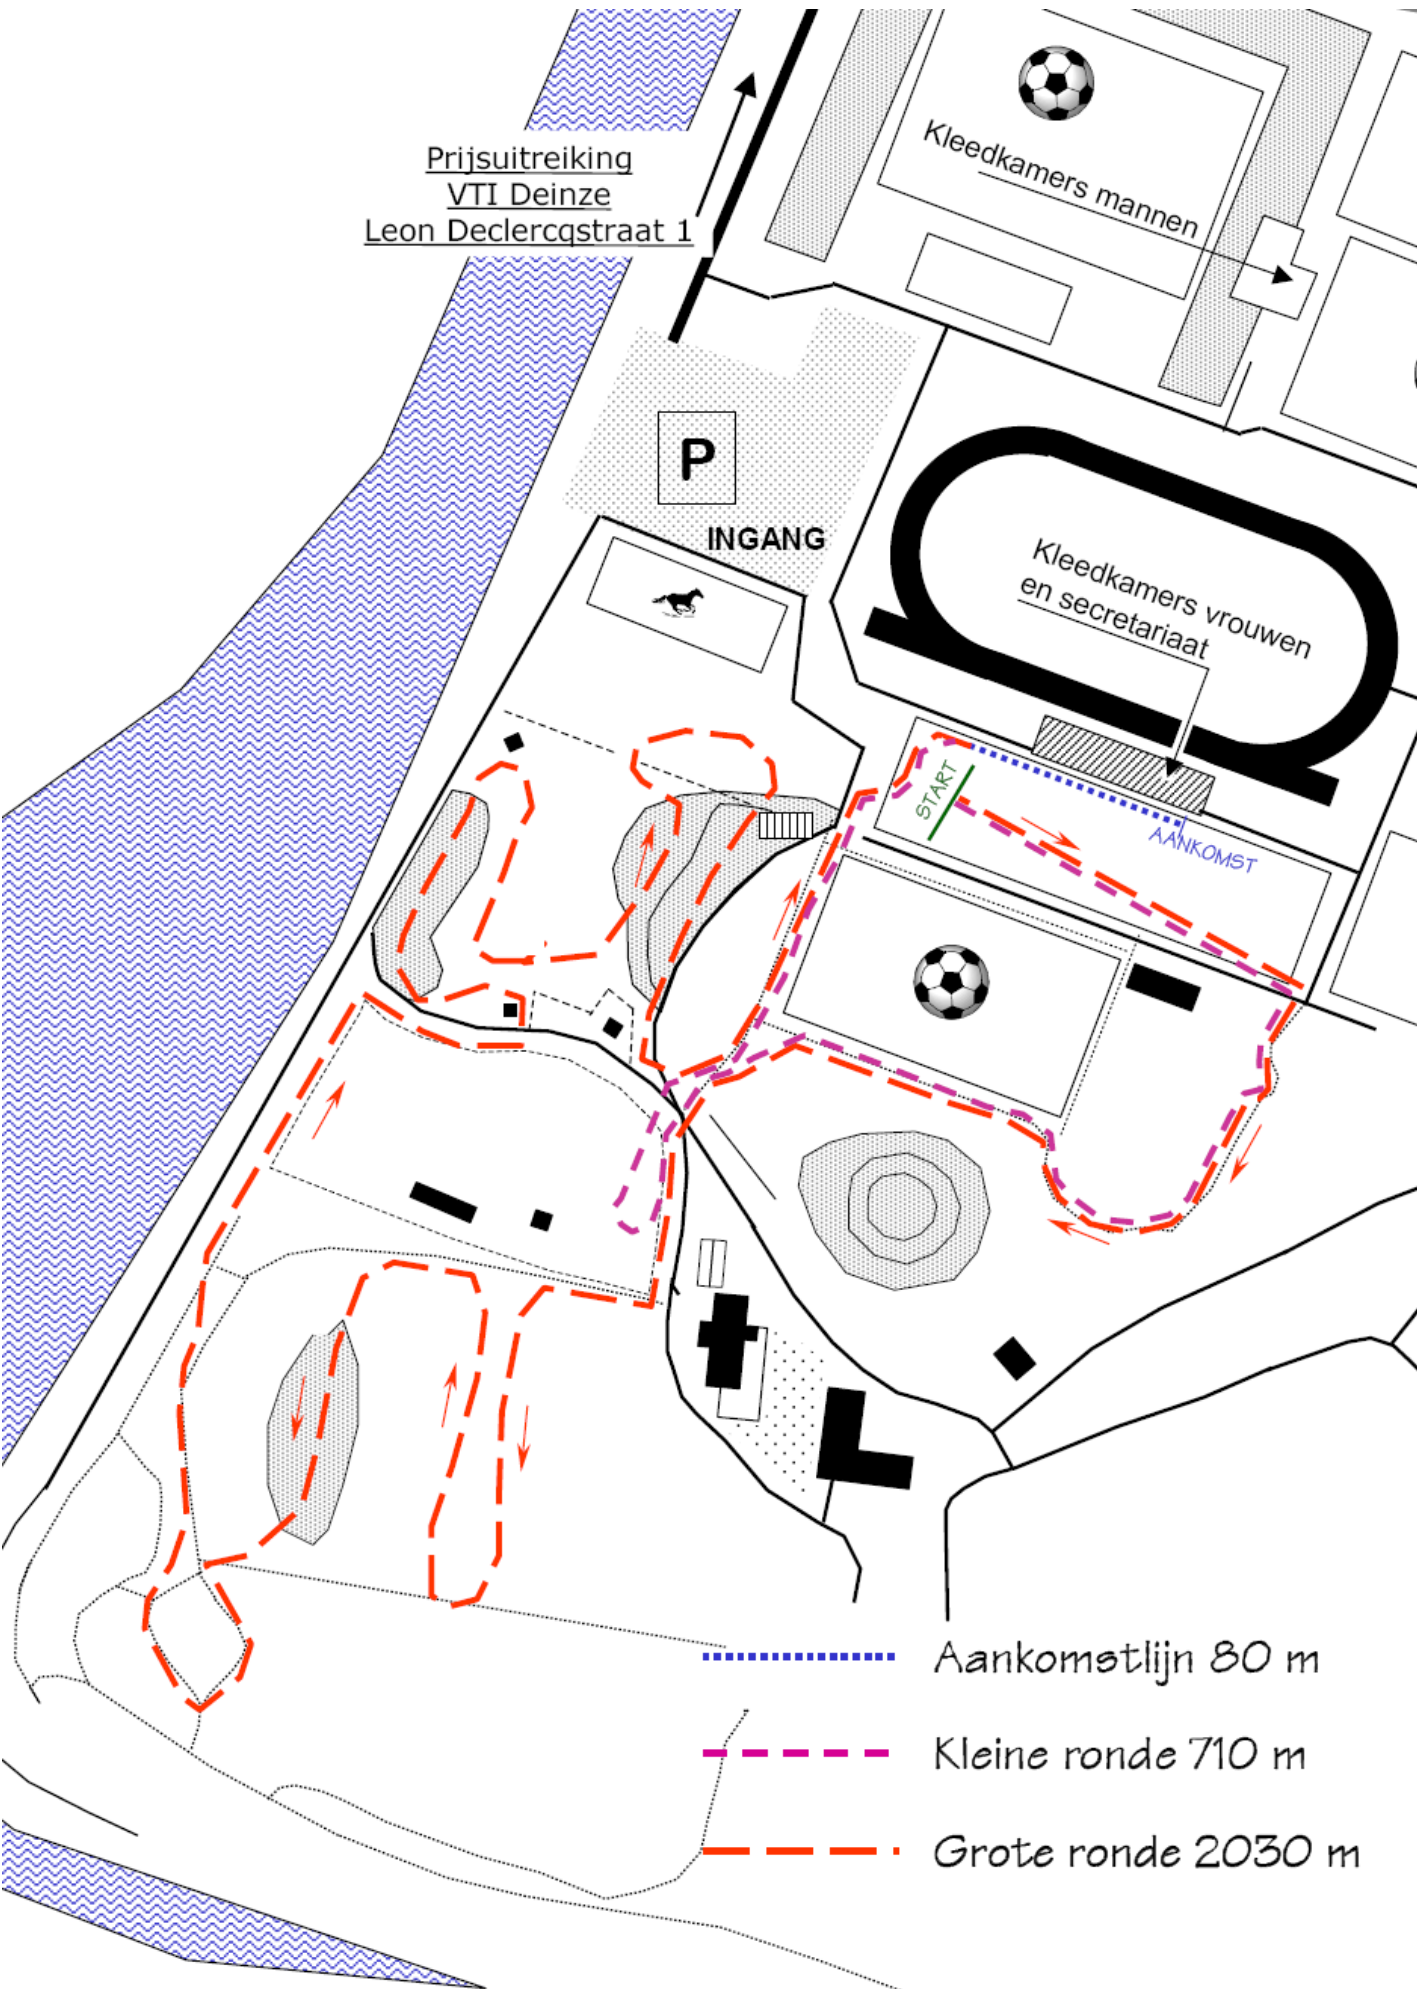 Prijsuitreiking
VTI Deinze
Leon Declercqstraat 1
Kleedkamers mannen
P
INGANG
Kleedkamers vrouwen
en secretariaat
START
AANKOMST
Aankomstlijn 80 m
Kleine ronde 710 m
Grote ronde 2030 m